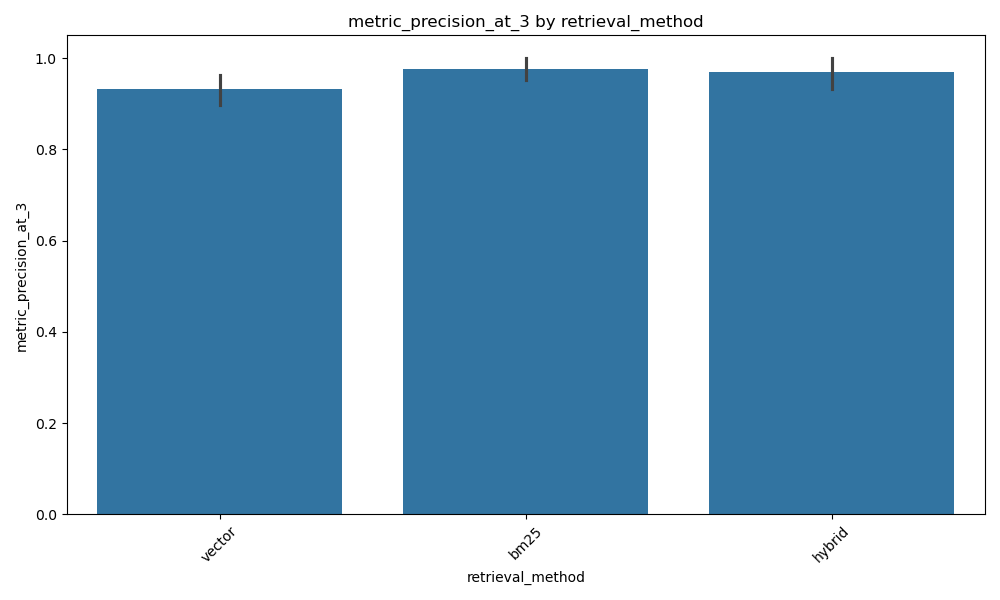 metric_precision_at_3 by retrieval_method
metric_precision_at_3
1.0
0.8
0.6
0.4
0.2
0.0
vector
bm25
hybrid
retrieval_method